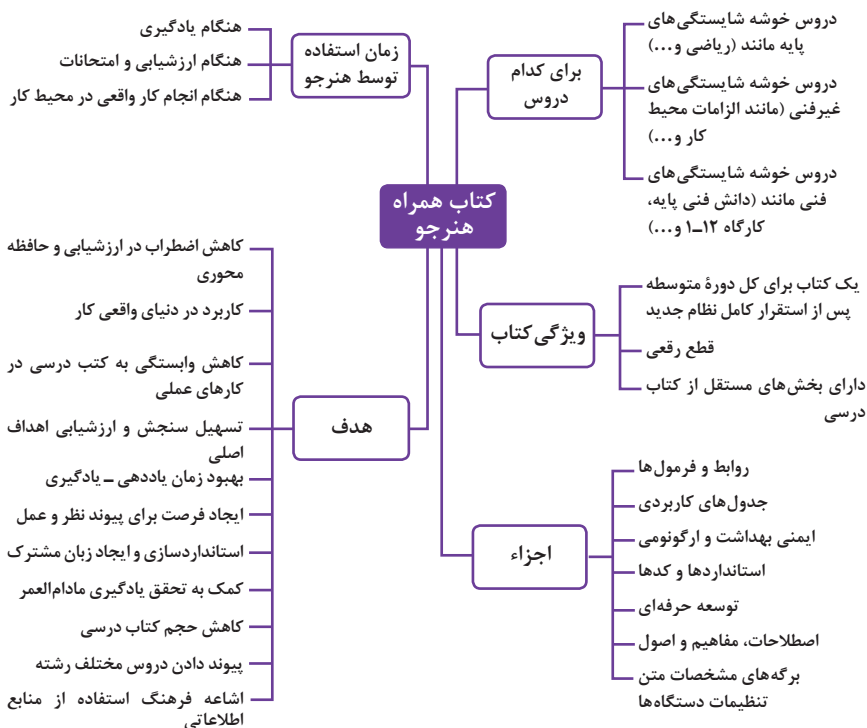 کتاب همراه
هنرجو
برای کدام
دروس
دروس خوشه شایستگی‌های
پایه مانند (ریاضی و...)
دروس خوشه شایستگی‌های
غیرفنی (مانند الزامات محیط
کار و...)
دروس خوشه شایستگی‌های
فنی مانند (دانش فنی پایه،
کارگاه ۱۲ـ۱ و...)
ویژگی کتاب
یک کتاب برای کل دورۀ متوسطه
پس از استقرار کامل نظام جدید
قطع رقعی
دارای بخش‌های مستقل از کتاب
درسی
اجزاء
روابط و فرمول‌ها
جدول‌های کاربردی
ایمنی بهداشت و ارگونومی
استانداردها و کدها
توسعه حرفه‌ای
اصطلاحات، مفاهیم و اصول
برگه‌های مشخصات متن
تنظیمات دستگاه‌ها
زمان استفاده
توسط هنرجو
هنگام یادگیری
هنگام ارزشیابی و امتحانات
هنگام انجام کار واقعی در محیط کار
هدف
کاهش اضطراب در ارزشیابی و حافظه
محوری
کاربرد در دنیای واقعی کار
کاهش وابستگی به کتب درسی در
کارهای عملی
تسهیل سنجش و ارزشیابی اهداف
اصلی
بهبود زمان یاددهی ـ یادگیری
ایجاد فرصت برای پیوند نظر و عمل
استانداردسازی و ایجاد زبان مشترک
کمک به تحقق یادگیری مادام‌العمر
کاهش حجم کتاب درسی
پیوند دادن دروس مختلف رشته
اشاعه فرهنگ استفاده از منابع
اطلاعاتی